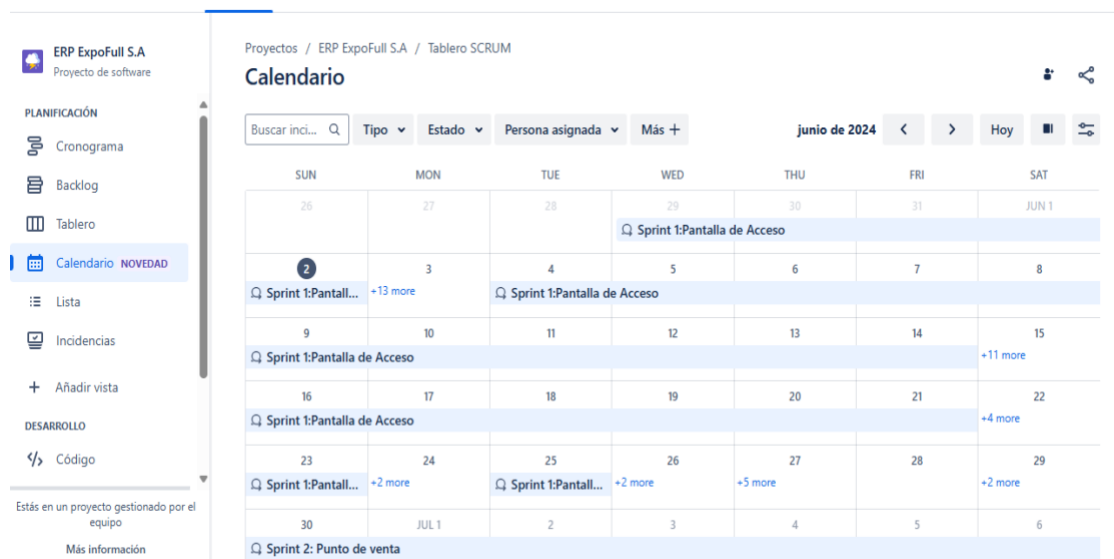 ERP ExpoFull S.A
Proyecto de software
PLANIFICACIÓN
Cronograma
Backlog
Tablero
Calendario NOVEDAD
Lista
Incidencias
Añadir vista
DESARROLLO
Código
Estás en un proyecto gestionado por el
equipo
Más información
Proyectos / ERP ExpoFull S.A / Tablero SCRUM
Calendario
Buscar inci... Tipo Estado Persona asignada Más + junio de 2024 < > Hoy
SUN MON TUE WED THU FRI SAT
26 27 28 29 30 31 JUN 1
Sprint 1:Pantalla de Acceso
2 3 4 5 6 7 8
Sprint 1:Pantall... +13 more Sprint 1:Pantalla de Acceso
9 10 11 12 13 14 15
Sprint 1:Pantalla de Acceso +11 more
16 17 18 19 20 21 22
Sprint 1:Pantalla de Acceso +4 more
23 24 25 26 27 28 29
Sprint 1:Pantall... +2 more Sprint 1:Pantall... +2 more +5 more +2 more
30 JUL 1 2 3 4 5 6
Sprint 2: Punto de venta